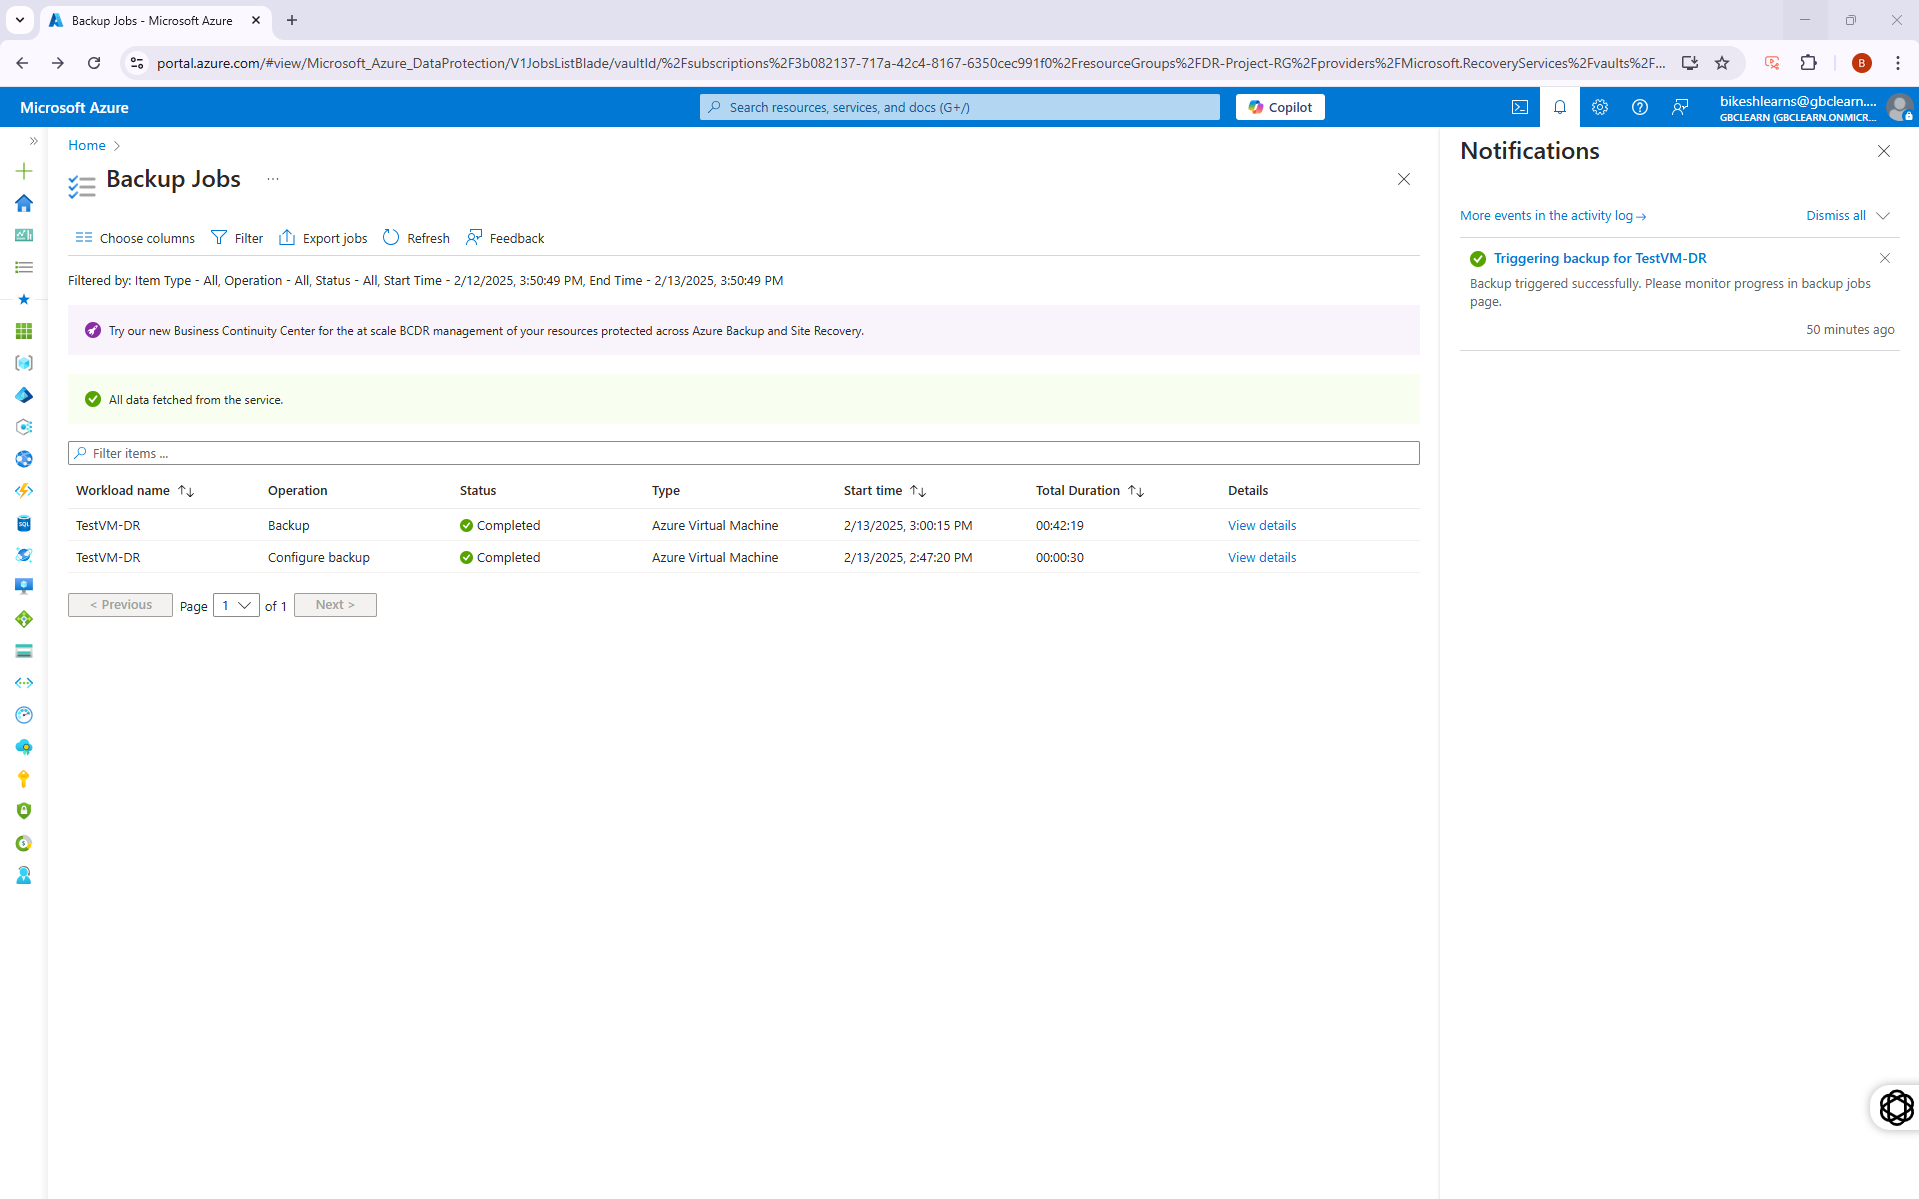 Backup Jobs - Microsoft Azure
portal.azure.com/#view/Microsoft_Azure_DataProtection/V1JobsListBlade/vaultId/%2Fsubscriptions%2F3b082137-717a-42c4-8167-6350cec991f0%2FresourceGroups%2FDR-Project-RG%2Fproviders%2FMicrosoft.RecoveryServices%2Fvaults%2F...
B
Microsoft Azure
Search resources, services, and docs (G+/)
Copilot
bikeshlearns@gbclearn....
GBCLEARN (GBCLEARN.ONMICR...
Home
Backup Jobs
...
Choose columns
Filter
Export jobs
Refresh
Feedback
Filtered by: Item Type - All, Operation - All, Status - All, Start Time - 2/12/2025, 3:50:49 PM, End Time - 2/13/2025, 3:50:49 PM
Try our new Business Continuity Center for the at scale BCDR management of your resources protected across Azure Backup and Site Recovery.
All data fetched from the service.
Filter items ...
Workload name Operation Status Type Start time Total Duration Details
TestVM-DR Backup Completed Azure Virtual Machine 2/13/2025, 3:00:15 PM 00:42:19 View details
TestVM-DR Configure backup Completed Azure Virtual Machine 2/13/2025, 2:47:20 PM 00:00:30 View details
< Previous Page 1 of 1 Next >
Notifications
More events in the activity log →
Dismiss all
Triggering backup for TestVM-DR
Backup triggered successfully. Please monitor progress in backup jobs
page.
50 minutes ago